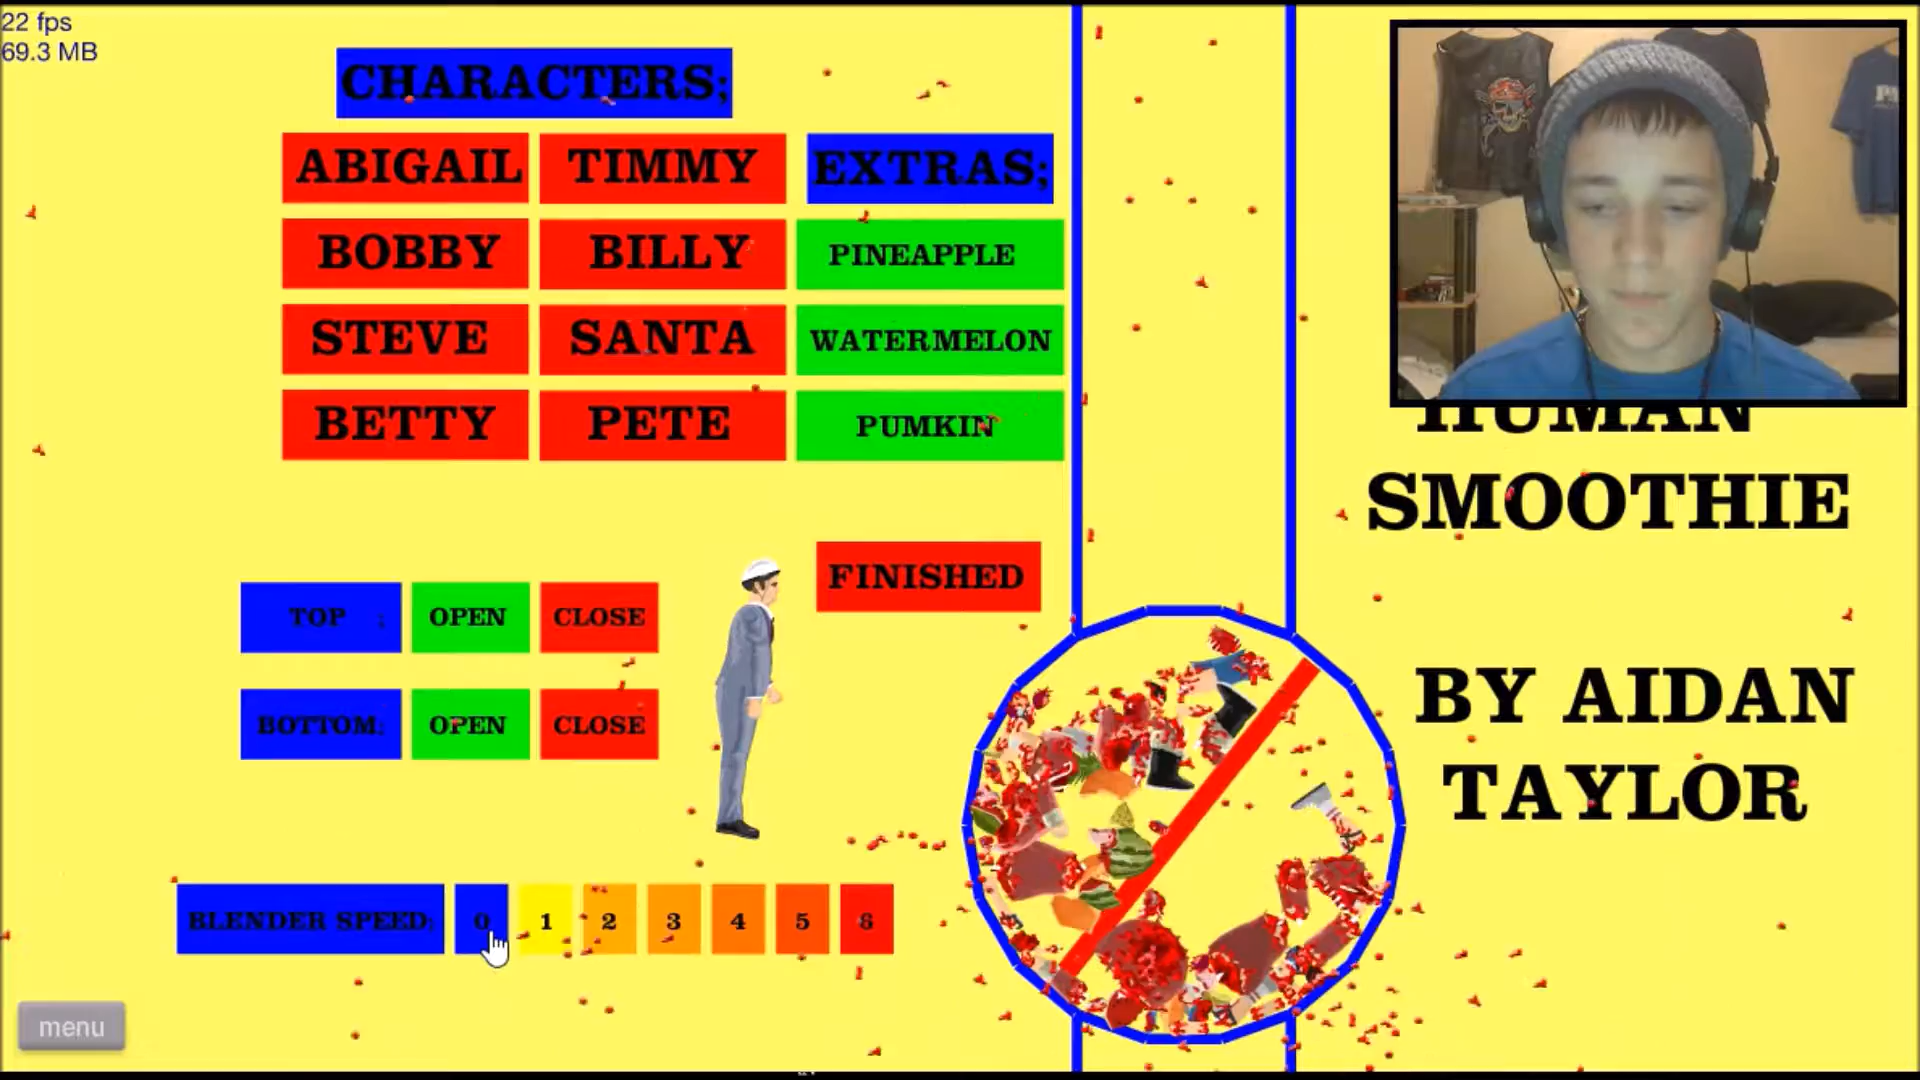 22 fps
69.3 MB
CHARACTERS;
ABIGAIL TIMMY EXTRAS;
BOBBY BILLY PINEAPPLE
STEVE SANTA WATERMELON
BETTY PETE PUMKIN
HUMAN
SMOOTHIE
FINISHED
TOP ; OPEN CLOSE
BOTTOM; OPEN CLOSE
BY AIDAN
TAYLOR
BLENDER SPEED; 0 1 2 3 4 5 6
menu